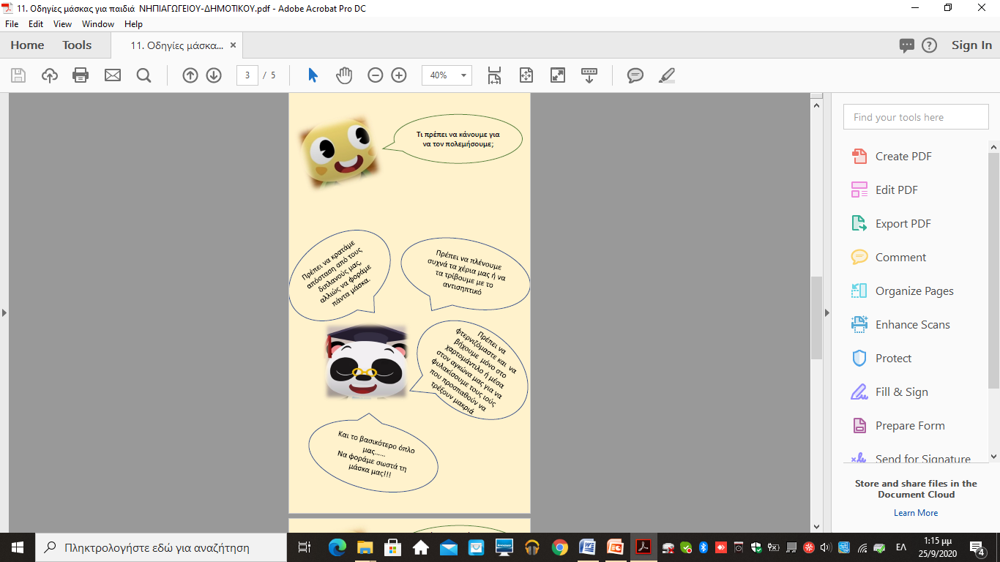 11. Οδηγίες μάσκας για παιδιά ΝΗΠΙΑΓΩΓΕΙΟΥ-ΔΗΜΟΤΙΚΟΥ.pdf - Adobe Acrobat Pro DC
File Edit View Window Help
Home Tools 11. Οδηγίες μάσκα... × Sign In
3 / 5 40%
Τι πρέπει να κάνουμε για
να τον πολεμήσουμε;
Πρέπει να κρατάμε
απόσταση από τους
διπλανούς μας,
αλλιώς να φοράμε
πάντα μάσκα.
Πρέπει να πλένουμε
συχνά τα χέρια μας ή να
τα τρίβουμε με το
αντισηπτικό
Πρέπει να
φτερνιζόμαστε και να
βήχουμε μόνο στο
χαρτομάντιλο ή μέσα
στον αγκώνα μας για να
φυλακίσουμε τους ιούς
που προσπαθούν να
τρέξουν μακριά
Και το βασικότερο όπλο
μας......
Να φοράμε σωστά τη
μάσκα μας!!!
Find your tools here
Create PDF
Edit PDF
Export PDF
Comment
Organize Pages
Enhance Scans
Protect
Fill & Sign
Prepare Form
Send for Signature
Store and share files in the
Document Cloud
Learn More
Πληκτρολογήστε εδώ για αναζήτηση
ΕΛ
1:15 μμ
25/9/2020
4